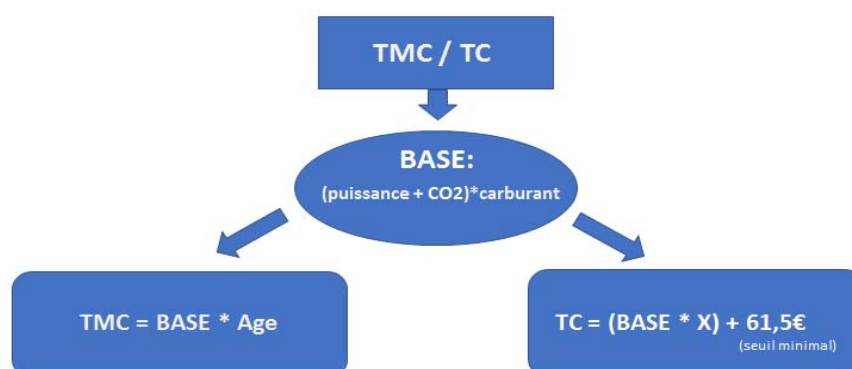 TMC / TC
BASE:
(puissance + CO2)*carburant
TMC = BASE * Age
TC = (BASE * X) + 61,5€
(seuil minimal)